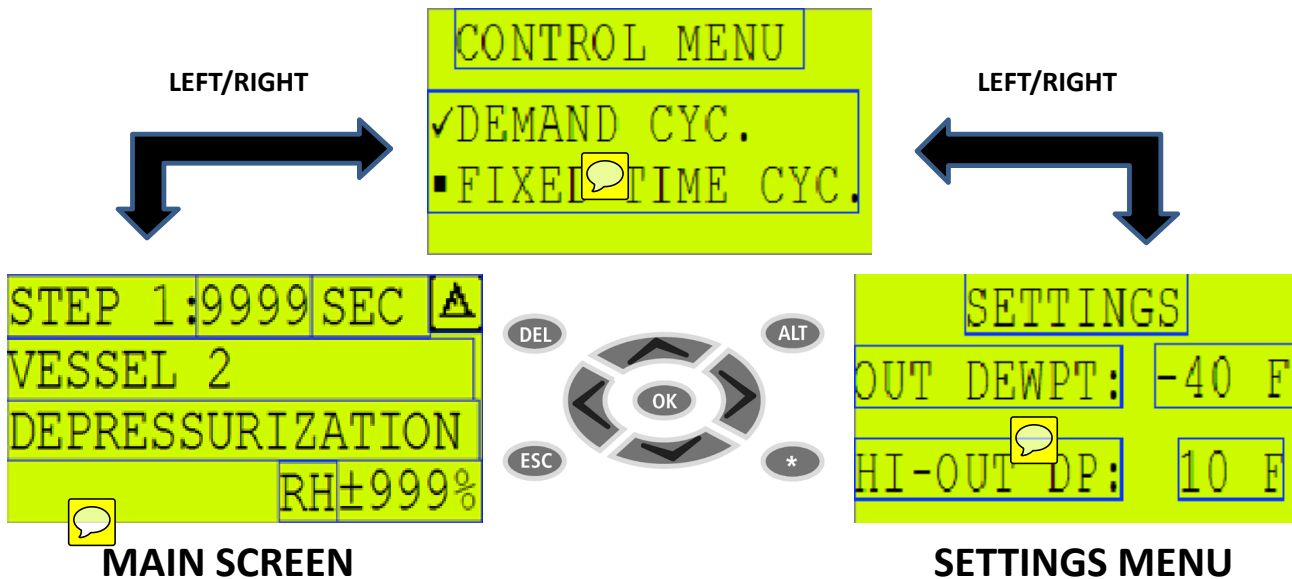 CONTROL MENU
LEFT/RIGHT
LEFT/RIGHT
✓DEMAND CYC.
▪FIXED TIME CYC.
STEP 1:9999 SEC
VESSEL 2
DEPRESSURIZATION
RH±999%
DEL
ALT
OK
ESC
*
SETTINGS
OUT DEWPT: -40 F
HI-OUT DP: 10 F
MAIN SCREEN
SETTINGS MENU